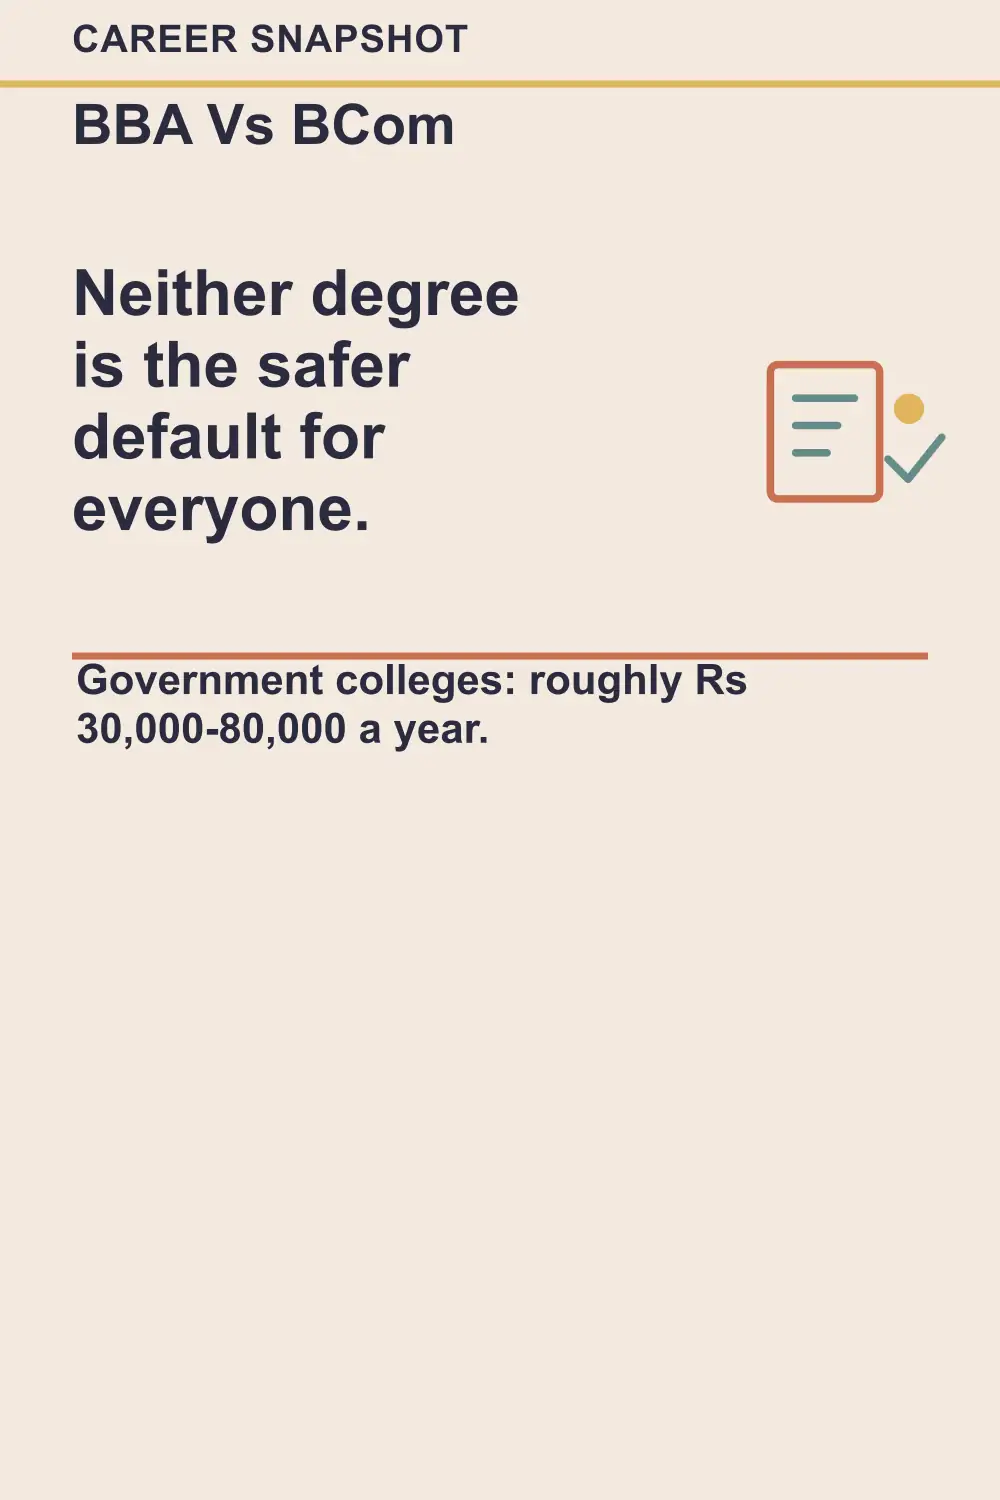 CAREER SNAPSHOT
BBA Vs BCom
Neither degree
is the safer
default for
everyone.
Government colleges: roughly Rs
30,000-80,000 a year.